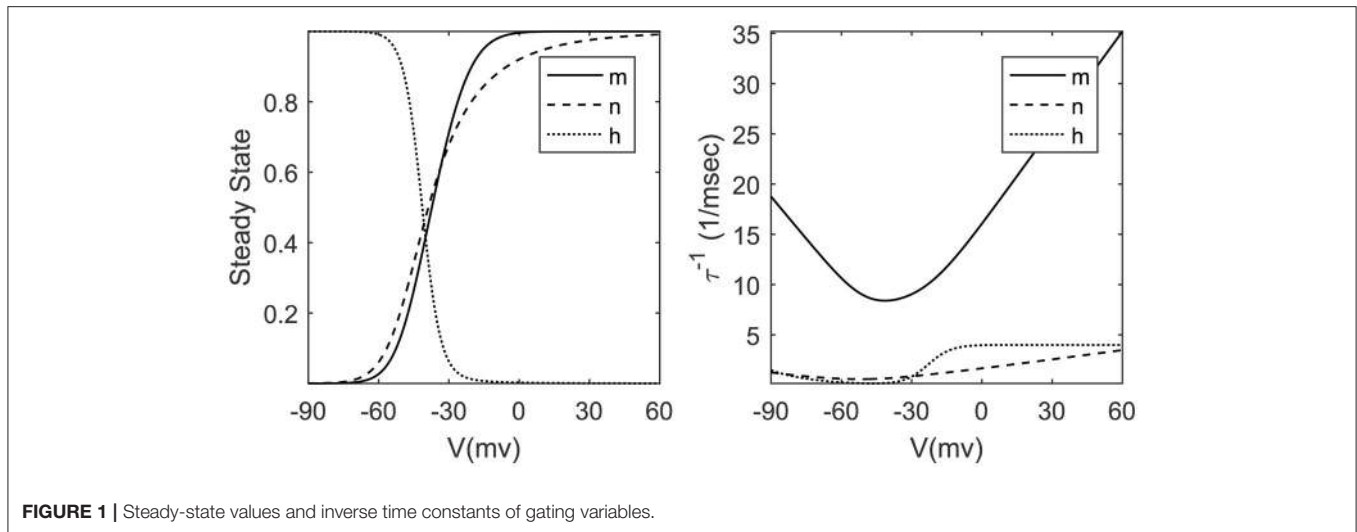 Steady State
0.8
0.6
0.4
0.2
-90 -60 -30 0 30 60
V(mv)
m
n
h
τ⁻¹ (1/msec)
35
30
25
20
15
10
5
-90 -60 -30 0 30 60
V(mv)
m
n
h
FIGURE 1 | Steady-state values and inverse time constants of gating variables.